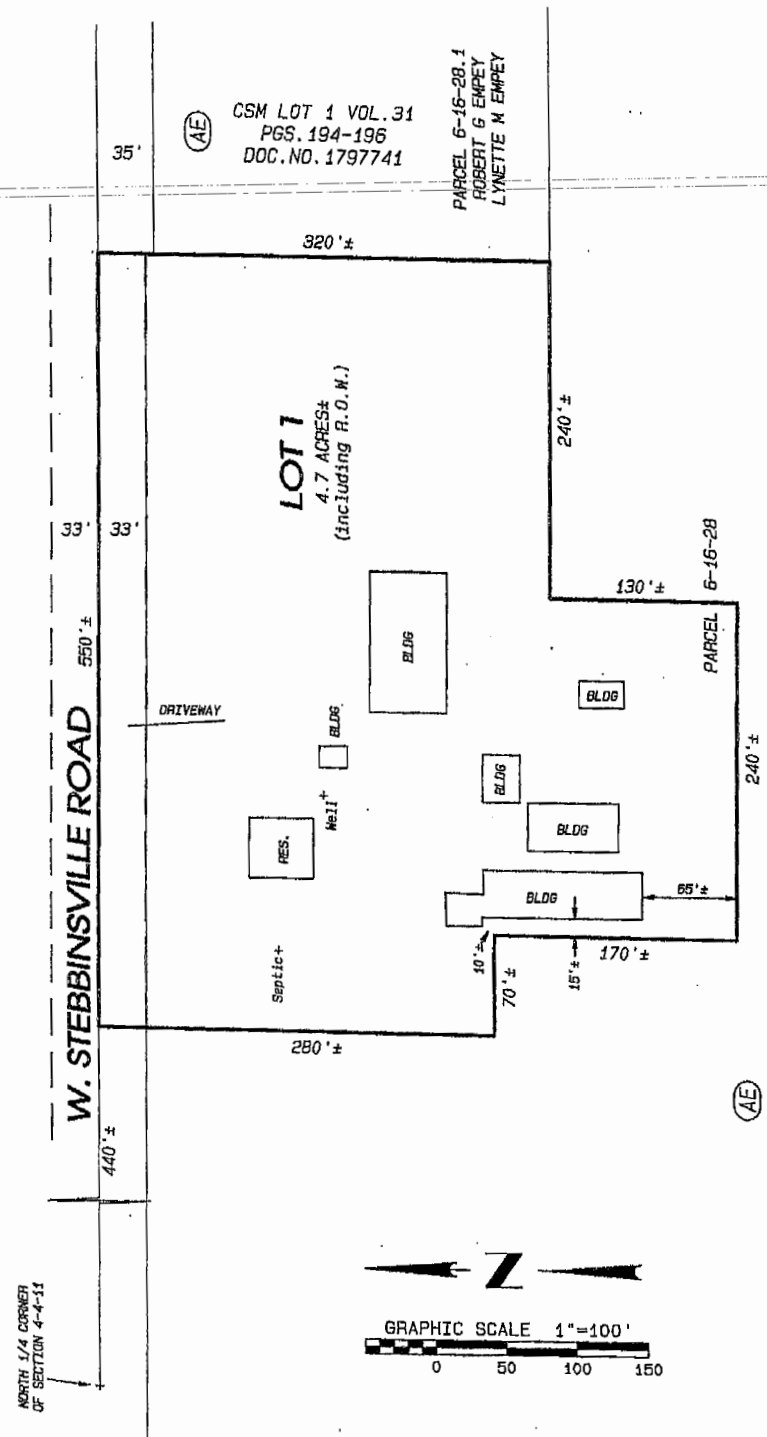 35'
AE
CSM LOT 1 VOL.31
PGS.194-196
DOC.NO.1797741
PARCEL 6-16-28.1
ROBERT G EMPEY
LYNETTE M EMPEY
320'±
LOT 1
4.7 ACRES±
(including R.O.W.)
240'±
33'
33'
550'±
W. STEBBINSVILLE ROAD
DRIVEWAY
BLDG
130'±
PARCEL 6-16-28
BLDG
BLDG
Well+
BLDG
RES.
BLDG
240'±
BLDG
65'±
Septic+
10'±
15'±
170'±
70'±
280'±
440'±
AE
NORTH 1/4 CORNER
OF SECTION 4-4-11
N
GRAPHIC SCALE 1"=100'
0 50 100 150